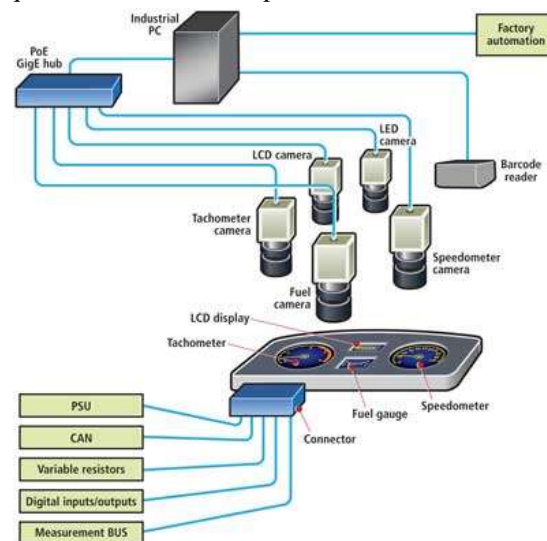 Industrial
PC
Factory
automation
PoE
GigE hub
LED
camera
LCD camera
Barcode
reader
Tachometer
camera
Speedometer
camera
Fuel
camera
LCD display
Tachometer
Fuel gauge
Speedometer
Connector
PSU
CAN
Variable resistors
Digital inputs/outputs
Measurement BUS